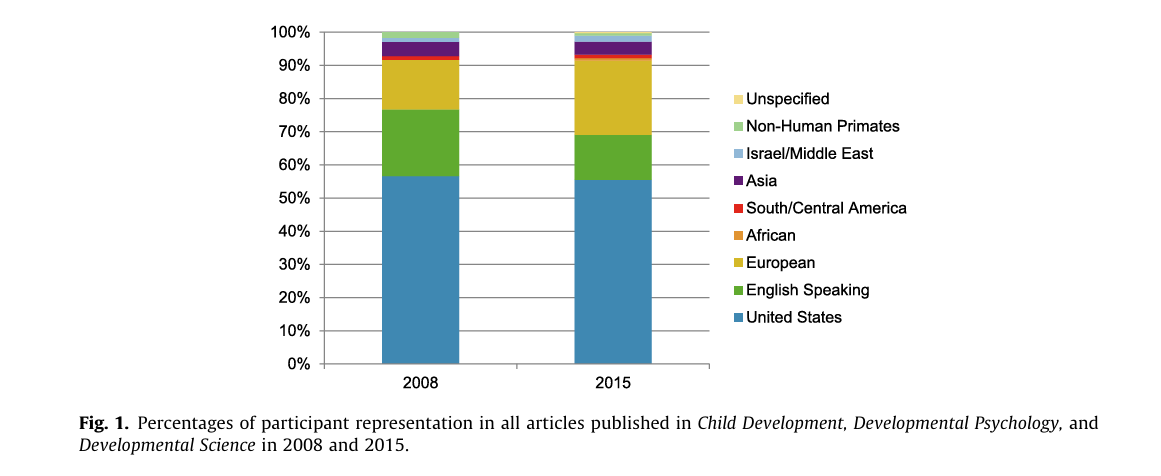 100%
90%
80%
70%
60%
50%
40%
30%
20%
10%
0%
2008
2015
Unspecified
Non-Human Primates
Israel/Middle East
Asia
South/Central America
African
European
English Speaking
United States
Fig. 1. Percentages of participant representation in all articles published in Child Development, Developmental Psychology, and
Developmental Science in 2008 and 2015.